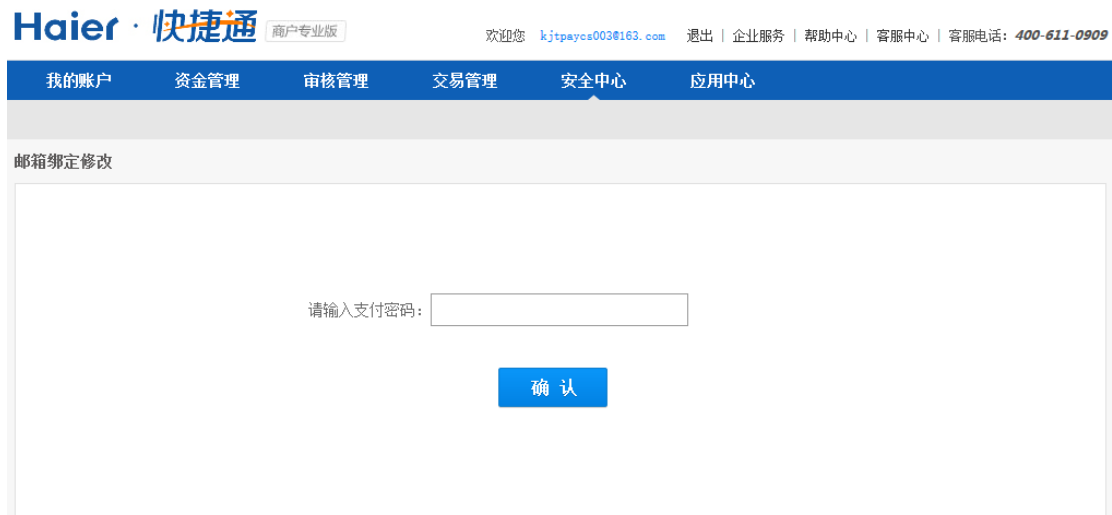 Haier · 快捷通 商户专业版
欢迎您 kjtpaycs003@163.com 退出 | 企业服务 | 帮助中心 | 客服中心 | 客服电话: 400-611-0909
我的账户 资金管理 审核管理 交易管理 安全中心 应用中心
邮箱绑定修改
请输入支付密码:
确 认